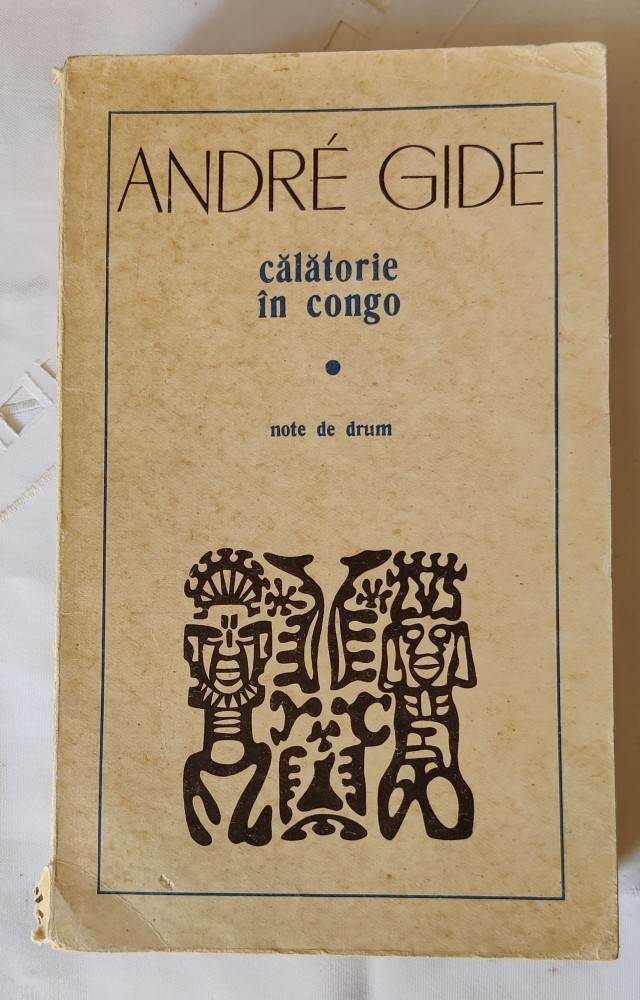 ANDRÉ GIDE
călătorie
în congo
note de drum